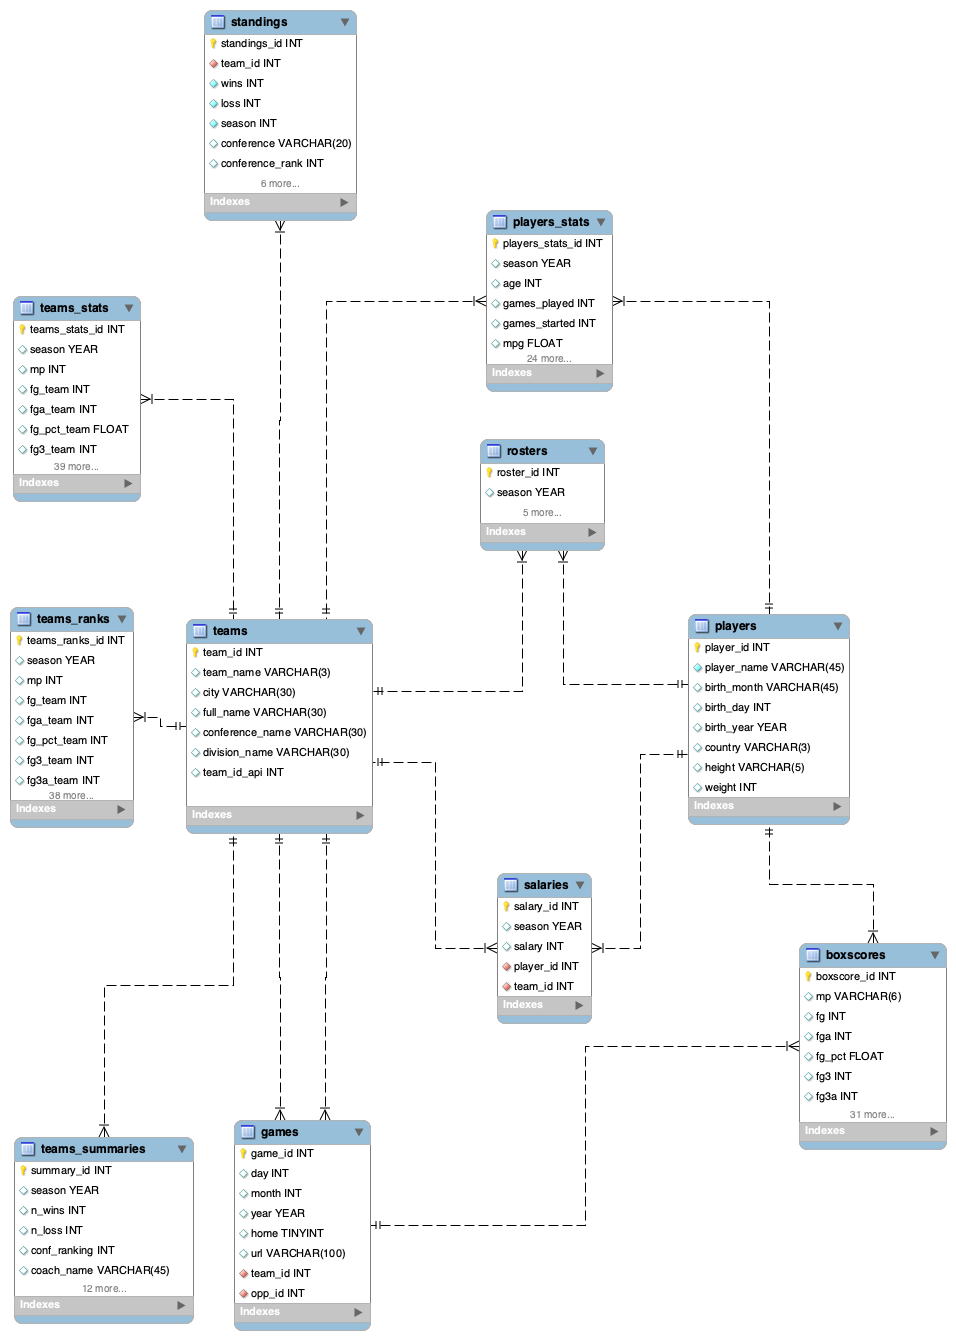 standings
standings_id INT
team_id INT
wins INT
loss INT
season INT
conference VARCHAR(20)
conference_rank INT
6 more...
Indexes
players_stats
players_stats_id INT
season YEAR
age INT
games_played INT
games_started INT
mpg FLOAT
24 more...
Indexes
teams_stats
teams_stats_id INT
season YEAR
mp INT
fg_team INT
fga_team INT
fg_pct_team FLOAT
fg3_team INT
39 more...
Indexes
rosters
roster_id INT
season YEAR
5 more...
Indexes
teams_ranks
teams_ranks_id INT
season YEAR
mp INT
fg_team INT
fga_team INT
fg_pct_team INT
fg3_team INT
fg3a_team INT
38 more...
Indexes
teams
team_id INT
team_name VARCHAR(3)
city VARCHAR(30)
full_name VARCHAR(30)
conference_name VARCHAR(30)
division_name VARCHAR(30)
team_id_api INT
Indexes
players
player_id INT
player_name VARCHAR(45)
birth_month VARCHAR(45)
birth_day INT
birth_year YEAR
country VARCHAR(3)
height VARCHAR(5)
weight INT
Indexes
salaries
salary_id INT
season YEAR
salary INT
player_id INT
team_id INT
Indexes
boxscores
boxscore_id INT
mp VARCHAR(6)
fg INT
fga INT
fg_pct FLOAT
fg3 INT
fg3a INT
31 more...
Indexes
teams_summaries
summary_id INT
season YEAR
n_wins INT
n_loss INT
conf_ranking INT
coach_name VARCHAR(45)
12 more...
Indexes
games
game_id INT
day INT
month INT
year YEAR
home TINYINT
url VARCHAR(100)
team_id INT
opp_id INT
Indexes